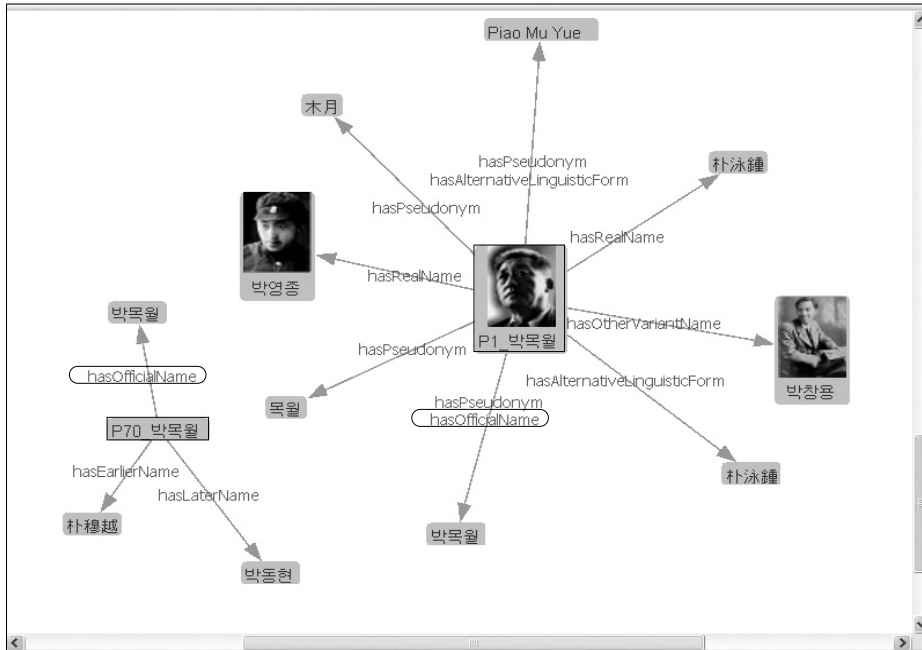 Piao Mu Yue
木月
hasPseudonym
hasAlternativeLinguisticForm
朴泳鍾
hasPseudonym
hasRealName
박영종
hasRealName
P1_박목월
hasOtherVariantName
박창용
박목월
hasOfficialName
hasPseudonym
hasAlternativeLinguisticForm
목월
hasPseudonym
hasOfficialName
P70_박목월
hasEarlierName
hasLaterName
朴泳鍾
朴穆越
박목월
박동현